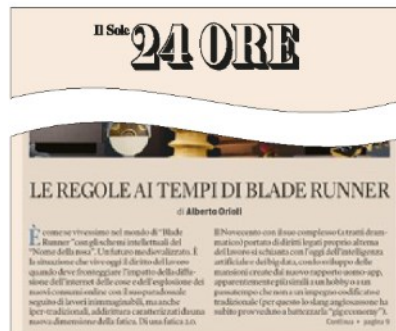 Il Sole
24 ORE
LE REGOLE AI TEMPI DI BLADE RUNNER
di Alberto Orioli
È come se vivessimo nel mondo di "Blade
Runner" con gli schemi intellettuali del
"Nome della rosa". Un futuro medievalizzato. È
la situazione che vive oggi il diritto del lavoro
quando deve fronteggiare l'impatto della diffu-
sione dell'internet delle cose e dell'esplosione dei
nuovi consumi online con il suo portato e del
seguito di lavori inimmaginabili, ma anche
iper-tradizionali, addirittura caratterizzati da una
nuova dimensione della fatica. Di una fatica 2.0.
Il Novecento con il suo complesso (a tratti dram-
matico) portato di diritti legati proprio al tema
del lavoro si schianta con l'oggi dell'intelligenza
artificiale e dei big data, con lo sviluppo delle
mansioni create dal nuovo rapporto uomo-app,
apparentemente più simili a un hobby o a un
passatempo che non a un impegno codificato e
tradizionale (per questo lo slang anglosassone ha
subito provveduto a battezzarla "gig economy").
Continua • pagina 9